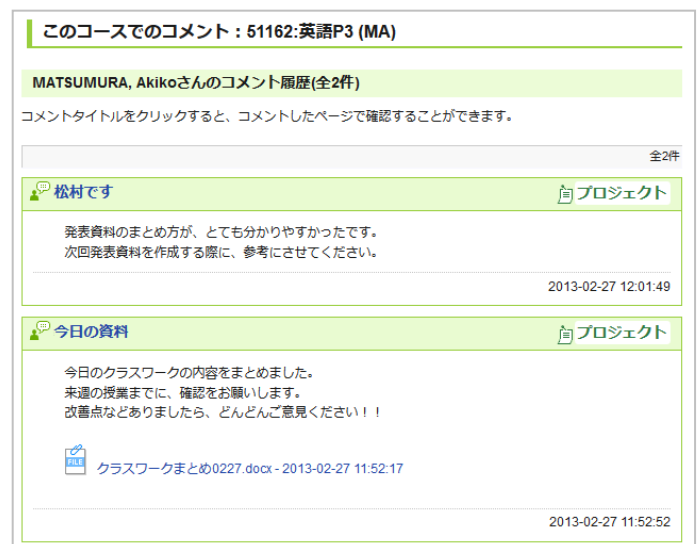 このコースでのコメント：51162:英語P3 (MA)
MATSUMURA, Akikoさんのコメント履歴(全2件)
コメントタイトルをクリックすると、コメントしたページで確認することができます。
全2件
松村です
プロジェクト
発表資料のまとめ方が、とても分かりやすかったです。
次回発表資料を作成する際に、参考にさせてください。
2013-02-27 12:01:49
今日の資料
プロジェクト
今日のクラスワークの内容をまとめました。
来週の授業までに、確認をお願いします。
改善点などありましたら、どんどんご意見ください！！
FILE
クラスワークまとめ0227.docx - 2013-02-27 11:52:17
2013-02-27 11:52:52